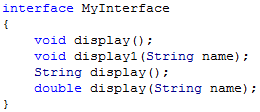 interface MyInterface
{
    void display();
    void display1(String name);
    String display();
    double display(String name);
}